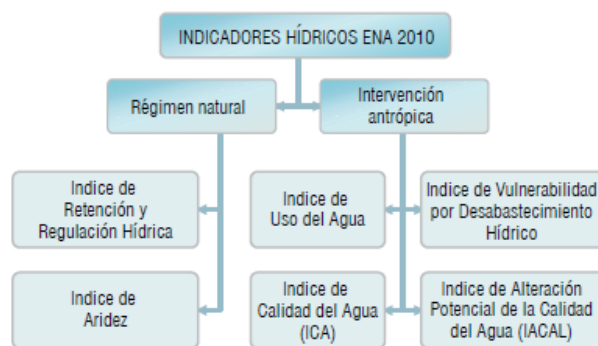 INDICADORES HÍDRICOS ENA 2010
Régimen natural
Intervención
antrópica
Indice de
Retención y
Regulación Hídrica
Indice de
Aridez
Indice de
Uso del Agua
Indice de Vulnerabilidad
por Desabastecimiento
Hídrico
Indice de
Calidad del Agua
(ICA)
Indice de Alteración
Potencial de la Calidad
del Agua (IACAL)